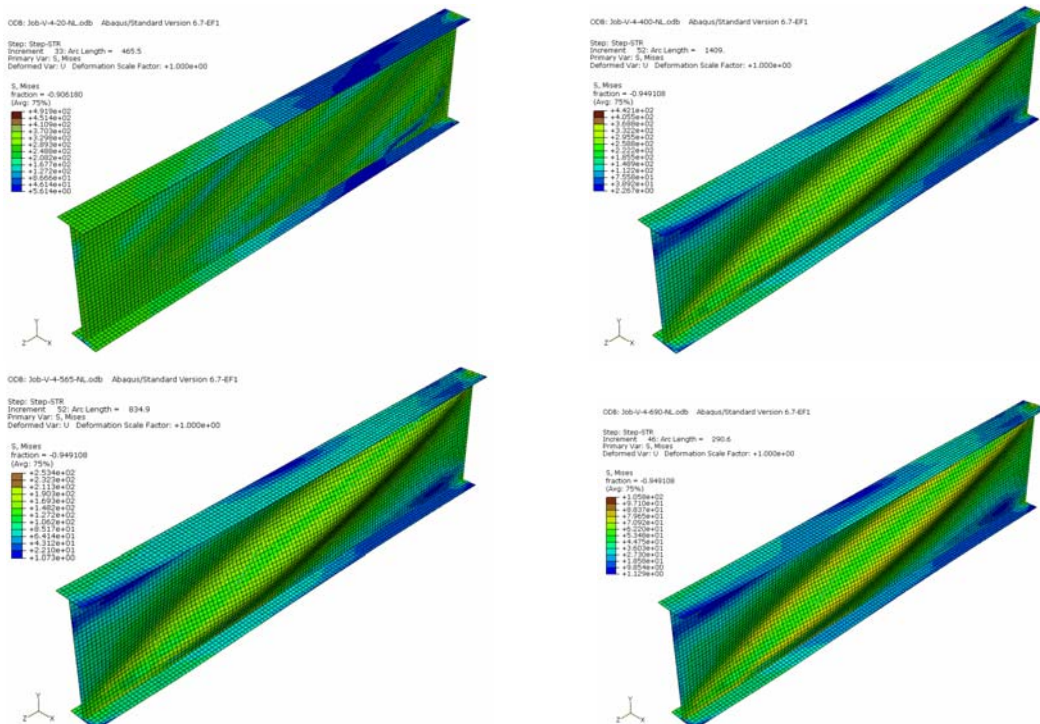 ODB: Job-V-4-20-NL.odb Abaqus/Standard Version 6.7-EF1
Step: Step-STR
Increment 33: Arc Length = 465.5
Primary Var: S, Mises
Deformed Var: U Deformation Scale Factor: +1.000e+00
S, Mises
fraction = -0.906180
(Avg: 75%)
+4.919e+02
+4.514e+02
+4.109e+02
+3.703e+02
+3.298e+02
+2.893e+02
+2.488e+02
+2.082e+02
+1.677e+02
+1.272e+02
+8.666e+01
+4.614e+01
+5.614e+00
Y
Z
X
ODB: Job-V-4-400-NL.odb Abaqus/Standard Version 6.7-EF1
Step: Step-STR
Increment 52: Arc Length = 1409.
Primary Var: S, Mises
Deformed Var: U Deformation Scale Factor: +1.000e+00
S, Mises
fraction = -0.949108
(Avg: 75%)
+4.421e+02
+4.055e+02
+3.688e+02
+3.322e+02
+2.955e+02
+2.588e+02
+2.222e+02
+1.855e+02
+1.489e+02
+1.122e+02
+7.558e+01
+3.892e+01
+2.267e+00
Y
Z
X
ODB: Job-V-4-565-NL.odb Abaqus/Standard Version 6.7-EF1
Step: Step-STR
Increment 52: Arc Length = 834.9
Primary Var: S, Mises
Deformed Var: U Deformation Scale Factor: +1.000e+00
S, Mises
fraction = -0.949108
(Avg: 75%)
+2.534e+02
+2.323e+02
+2.113e+02
+1.903e+02
+1.693e+02
+1.482e+02
+1.272e+02
+1.062e+02
+8.517e+01
+6.414e+01
+4.312e+01
+2.210e+01
+1.073e+00
Y
Z
X
ODB: Job-V-4-690-NL.odb Abaqus/Standard Version 6.7-EF1
Step: Step-STR
Increment 46: Arc Length = 290.6
Primary Var: S, Mises
Deformed Var: U Deformation Scale Factor: +1.000e+00
S, Mises
fraction = -0.949108
(Avg: 75%)
+1.058e+02
+9.710e+01
+8.837e+01
+7.965e+01
+7.092e+01
+6.220e+01
+5.348e+01
+4.475e+01
+3.603e+01
+2.730e+01
+1.858e+01
+9.854e+00
+1.129e+00
Y
Z
X